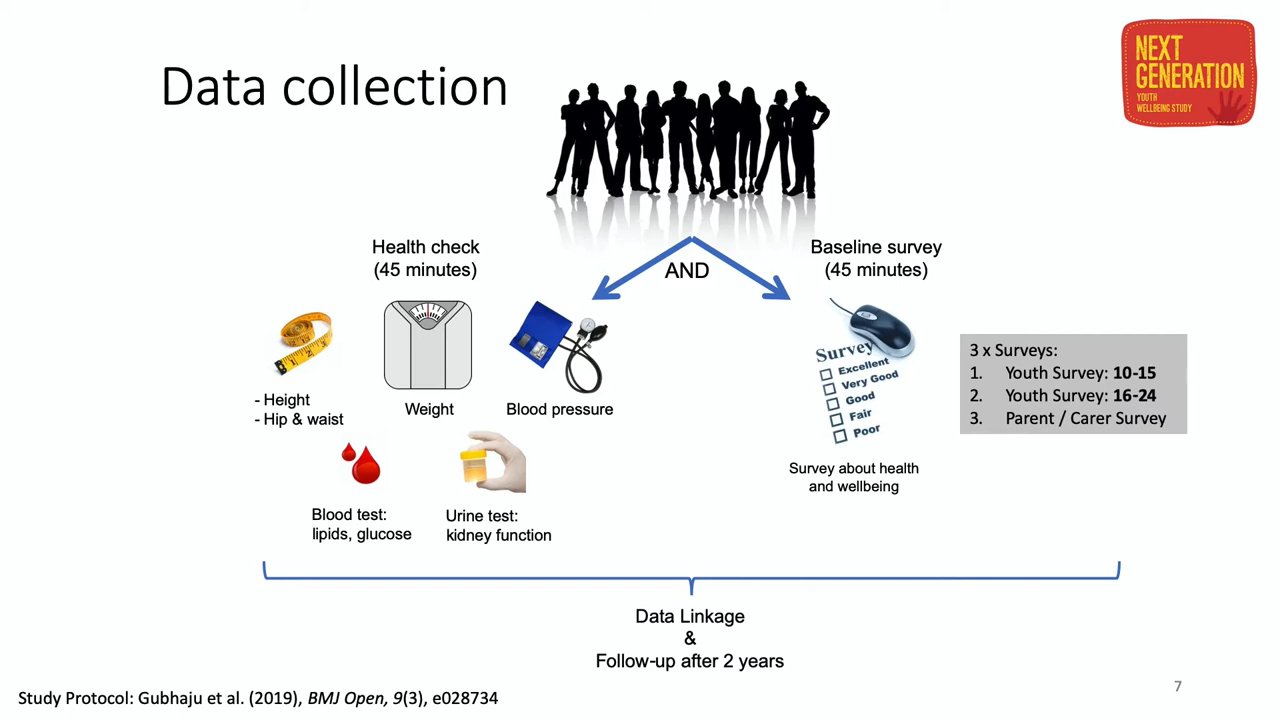 Data collection
NEXT
GENERATION
YOUTH
WELLBEING STUDY
Health check
(45 minutes)
AND
Baseline survey
(45 minutes)
- Height
- Hip & waist
Weight
Blood pressure
Survey
Excellent
Very Good
Good
Fair
Poor
3 x Surveys:
1. Youth Survey: 10-15
2. Youth Survey: 16-24
3. Parent / Carer Survey
Survey about health
and wellbeing
Blood test:
lipids, glucose
Urine test:
kidney function
Data Linkage
&
Follow-up after 2 years
Study Protocol: Gubhaju et al. (2019), BMJ Open, 9(3), e028734
7